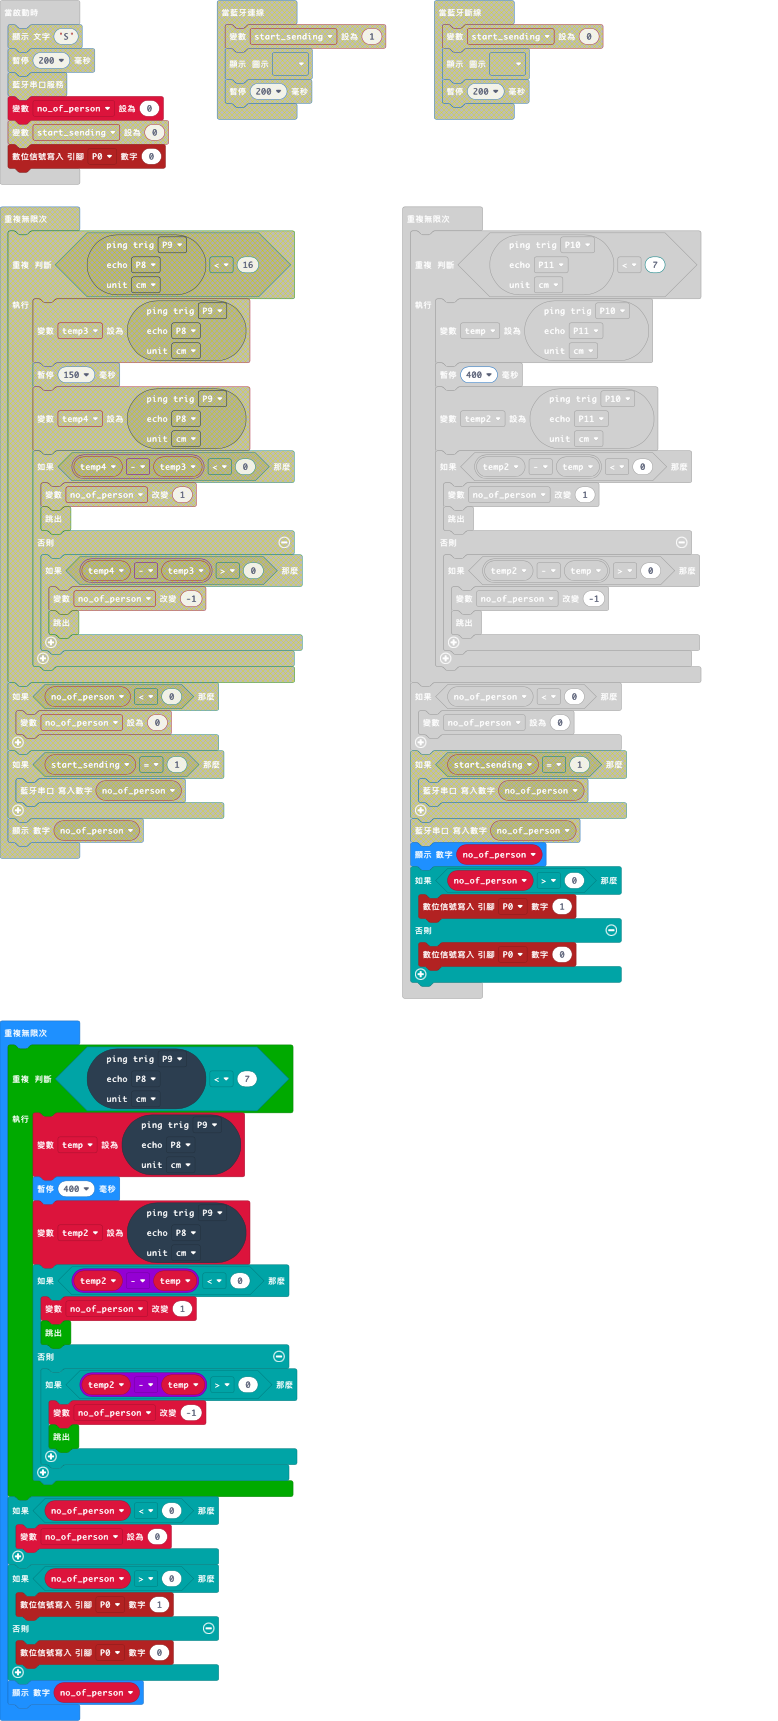 當啟動時
顯示 文字 "S"
暫停 200 毫秒
藍牙串口服務
變數 no_of_person 設為 0
變數 start_sending 設為 0
數位信號寫入 引腳 P0 數字 0
當藍牙連線
變數 start_sending 設為 1
顯示 圖示
暫停 200 毫秒
當藍牙斷線
變數 start_sending 設為 0
顯示 圖示
暫停 200 毫秒
重複無限次
ping trig P9
重複 判斷 echo P8 < 16
unit cm
執行
ping trig P9
變數 temp3 設為 echo P8
unit cm
暫停 150 毫秒
ping trig P9
變數 temp4 設為 echo P8
unit cm
如果 temp4 - temp3 < 0 那麼
變數 no_of_person 改變 1
跳出
否則
如果 temp4 - temp3 > 0 那麼
變數 no_of_person 改變 -1
跳出
如果 no_of_person < 0 那麼
變數 no_of_person 設為 0
如果 start_sending = 1 那麼
藍牙串口 寫入數字 no_of_person
顯示 數字 no_of_person
重複無限次
ping trig P10
重複 判斷 echo P11 < 7
unit cm
執行
ping trig P10
變數 temp 設為 echo P11
unit cm
暫停 400 毫秒
ping trig P10
變數 temp2 設為 echo P11
unit cm
如果 temp2 - temp < 0 那麼
變數 no_of_person 改變 1
跳出
否則
如果 temp2 - temp > 0 那麼
變數 no_of_person 改變 -1
跳出
如果 no_of_person < 0 那麼
變數 no_of_person 設為 0
如果 start_sending = 1 那麼
藍牙串口 寫入數字 no_of_person
藍牙串口 寫入數字 no_of_person
顯示 數字 no_of_person
如果 no_of_person > 0 那麼
數位信號寫入 引腳 P0 數字 1
否則
數位信號寫入 引腳 P0 數字 0
重複無限次
ping trig P9
重複 判斷 echo P8 < 7
unit cm
執行
ping trig P9
變數 temp 設為 echo P8
unit cm
暫停 400 毫秒
ping trig P9
變數 temp2 設為 echo P8
unit cm
如果 temp2 - temp < 0 那麼
變數 no_of_person 改變 1
跳出
否則
如果 temp2 - temp > 0 那麼
變數 no_of_person 改變 -1
跳出
如果 no_of_person < 0 那麼
變數 no_of_person 設為 0
如果 no_of_person > 0 那麼
數位信號寫入 引腳 P0 數字 1
否則
數位信號寫入 引腳 P0 數字 0
顯示 數字 no_of_person